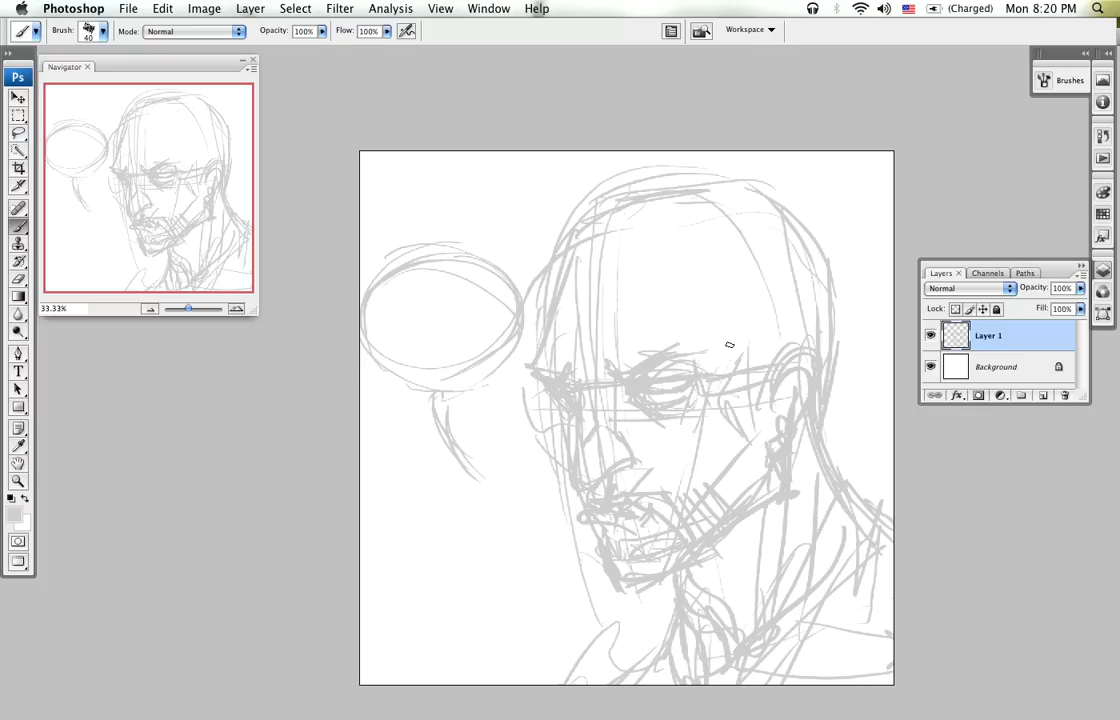 Photoshop File Edit Image Layer Select Filter Analysis View Window Help (Charged) Mon 8:20 PM
Brush: 40 Mode: Normal Opacity: 100% Flow: 100% Workspace
Ps
Navigator
33.33%
Brushes
Layers Channels Paths
Normal Opacity: 100%
Lock: Fill: 100%
Layer 1
Background